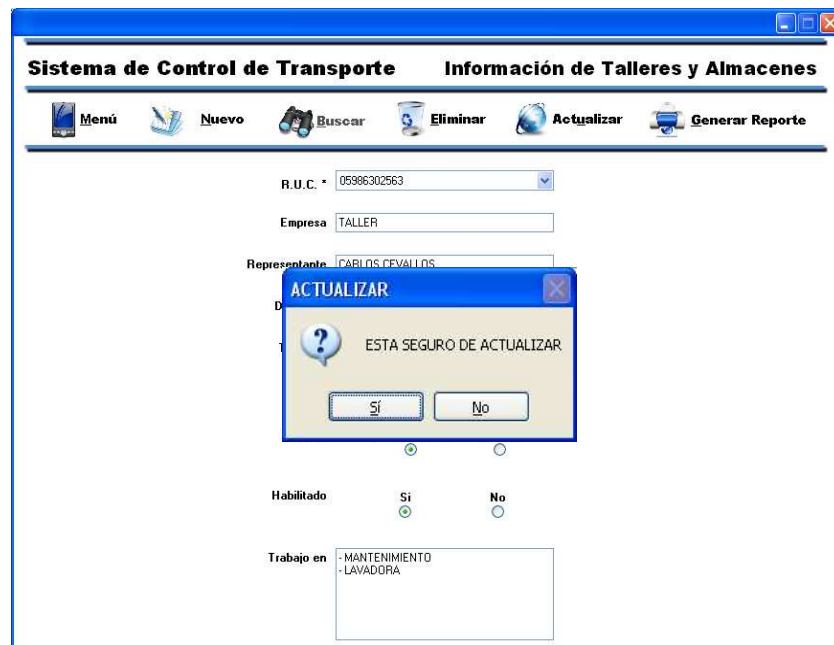 Sistema de Control de Transporte Información de Talleres y Almacenes
Menú Nuevo Buscar Eliminar Actualizar Generar Reporte
R.U.C. * 05986302563
Empresa TALLER
Representante CARLOS CEVALLOS
ACTUALIZAR
ESTA SEGURO DE ACTUALIZAR
Sí No
Habilitado Si No
Trabajo en - MANTENIMIENTO
- LAVADORA